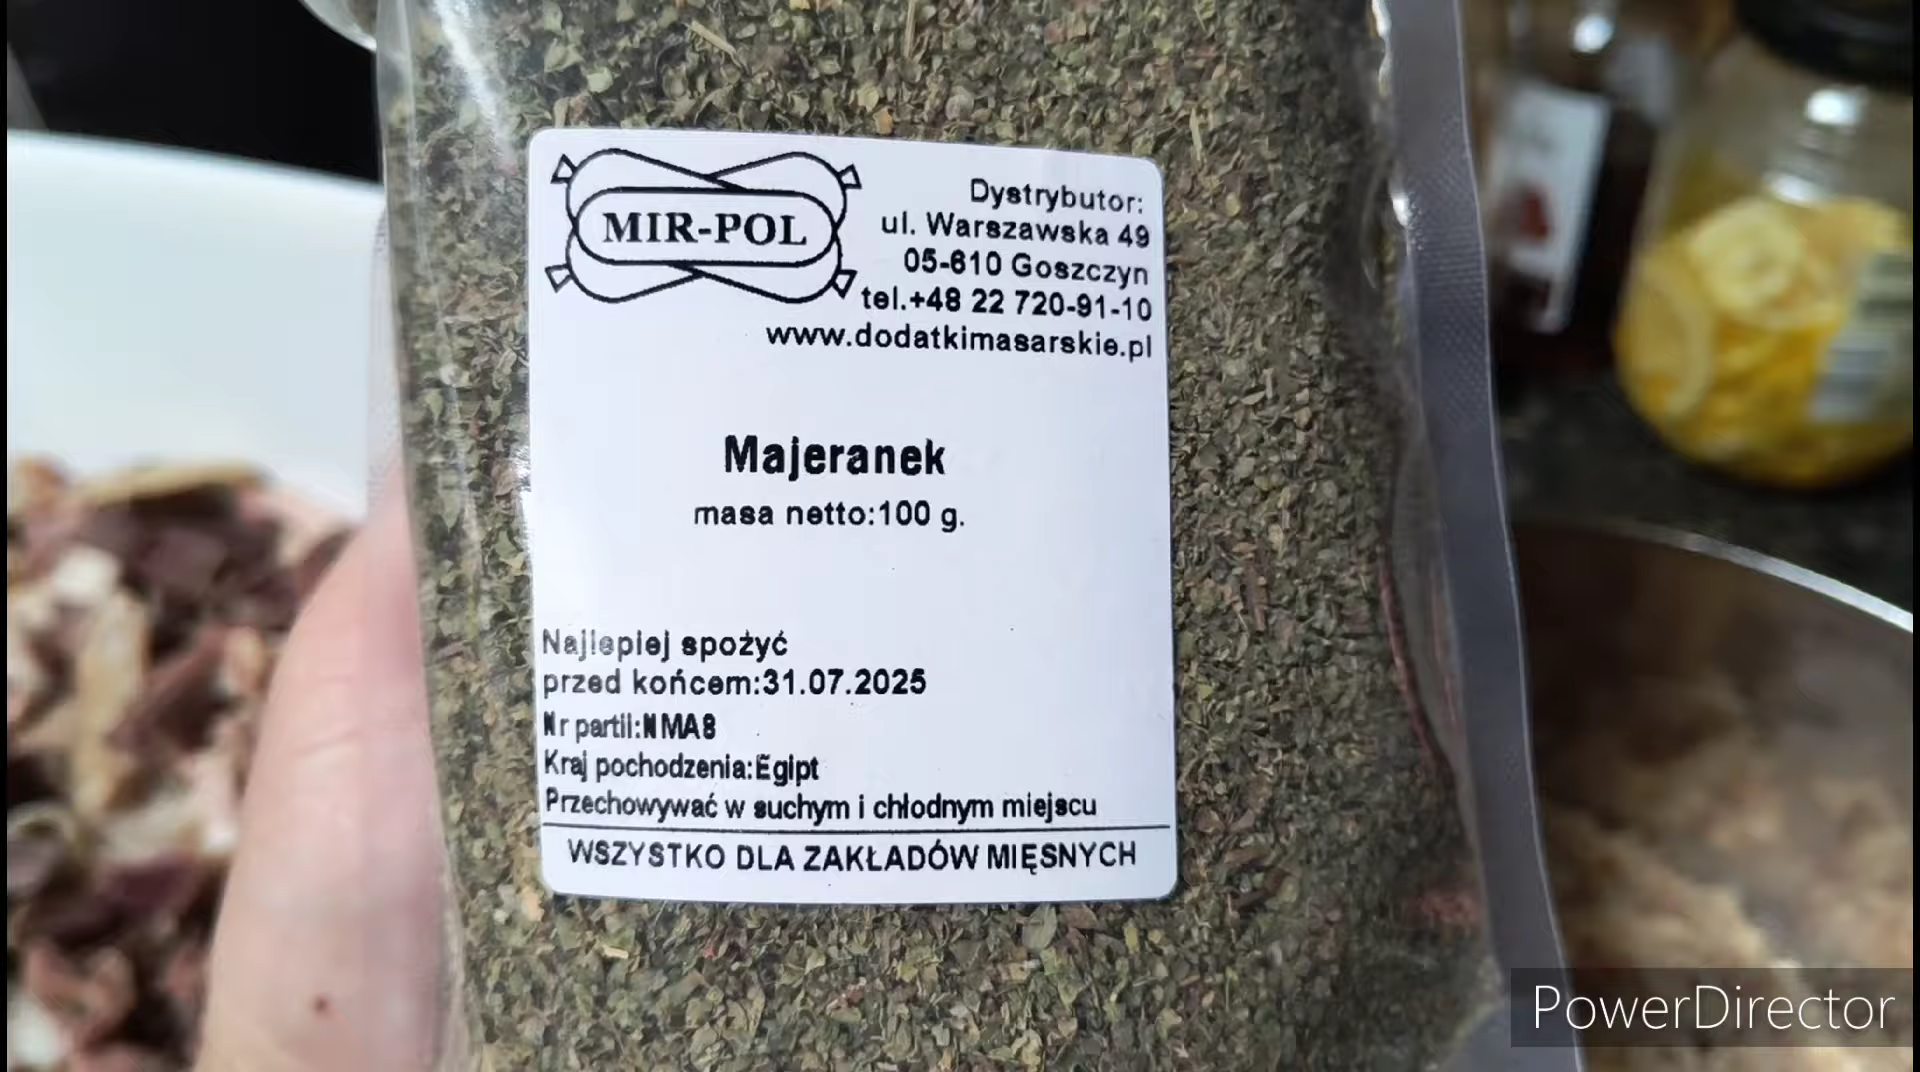 MIR-POL
Dystrybutor:
ul. Warszawska 49
05-610 Goszczyn
tel.+48 22 720-91-10
www.dodatkimasarskie.pl
Majeranek
masa netto:100 g.
Najlepiej spożyć
przed końcem:31.07.2025
Nr partii:NMA8
Kraj pochodzenia:Egipt
Przechowywać w suchym i chłodnym miejscu
WSZYSTKO DLA ZAKŁADÓW MIĘSNYCH
PowerDirector